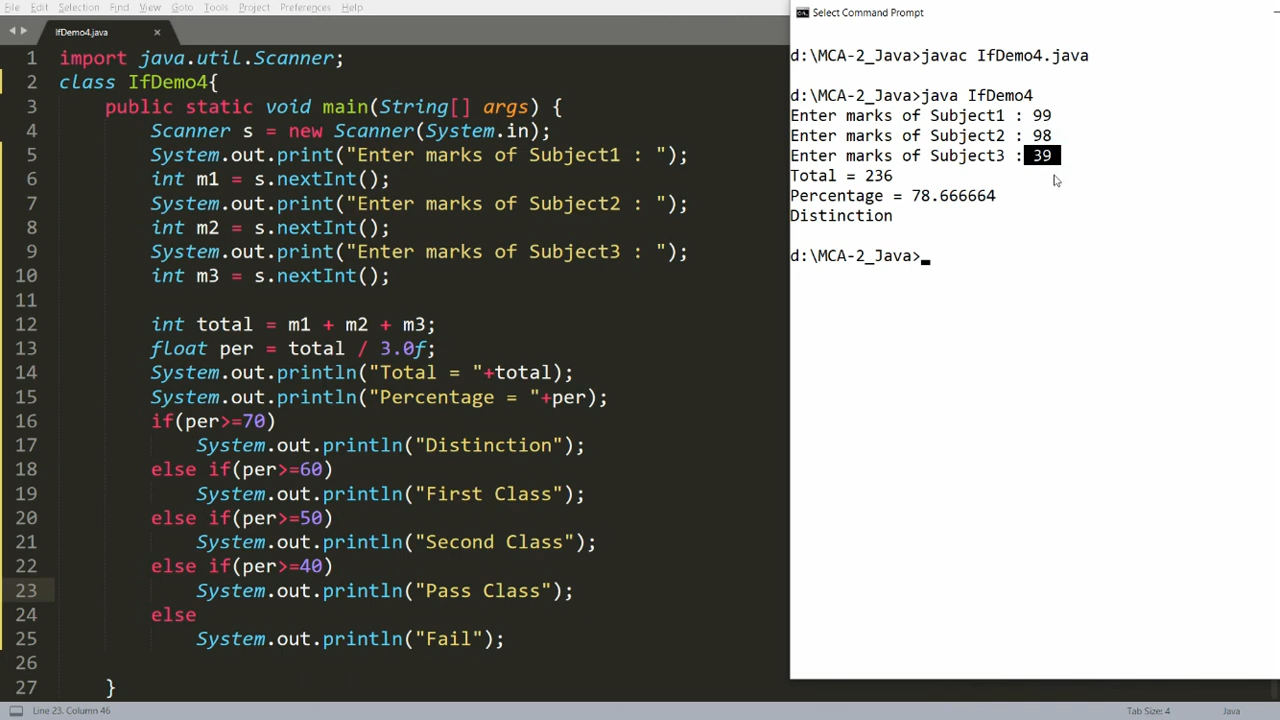 File Edit Selection Find View Goto Tools Project Preferences Help
IfDemo4.java ×
1 import java.util.Scanner;
2 class IfDemo4{
3 public static void main(String[] args) {
4 Scanner s = new Scanner(System.in);
5 System.out.print("Enter marks of Subject1 : ");
6 int m1 = s.nextInt();
7 System.out.print("Enter marks of Subject2 : ");
8 int m2 = s.nextInt();
9 System.out.print("Enter marks of Subject3 : ");
10 int m3 = s.nextInt();
11
12 int total = m1 + m2 + m3;
13 float per = total / 3.0f;
14 System.out.println("Total = "+total);
15 System.out.println("Percentage = "+per);
16 if(per>=70)
17 System.out.println("Distinction");
18 else if(per>=60)
19 System.out.println("First Class");
20 else if(per>=50)
21 System.out.println("Second Class");
22 else if(per>=40)
23 System.out.println("Pass Class");
24 else
25 System.out.println("Fail");
26
27 }
Line 23, Column 46
Tab Size: 4 Java
Select Command Prompt
d:\MCA-2_Java>javac IfDemo4.java
d:\MCA-2_Java>java IfDemo4
Enter marks of Subject1 : 99
Enter marks of Subject2 : 98
Enter marks of Subject3 : 39
Total = 236
Percentage = 78.666664
Distinction
d:\MCA-2_Java>